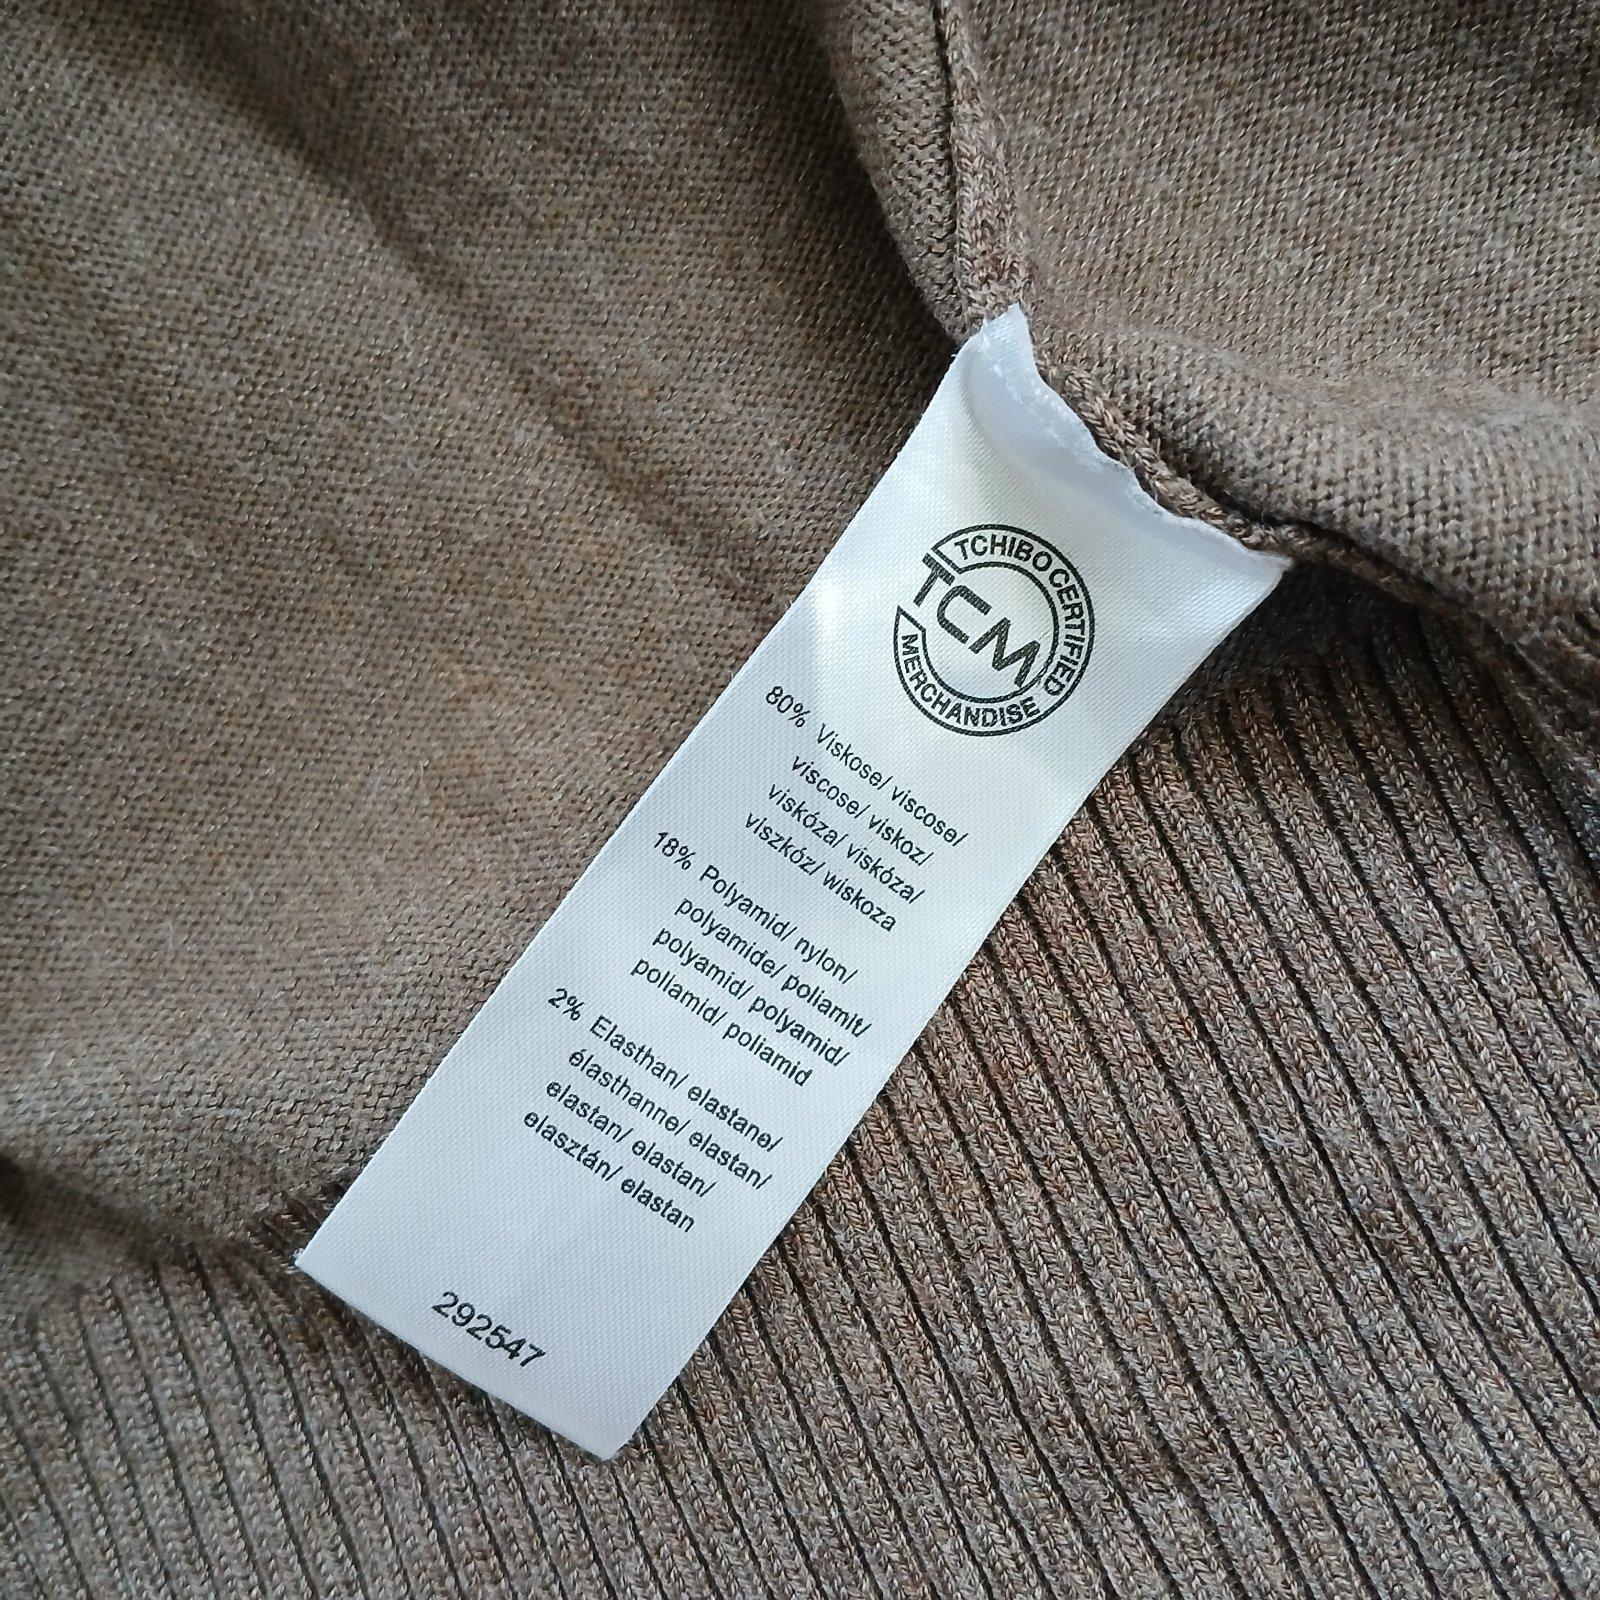 TCHIBO CERTIFIED
TCM
MERCHANDISE
80% Viskose/ viscose/
viscose/ viskoz/
viskóza/ viskóza/
viszkóz/ wiskoza
18% Polyamid/ nylon/
polyamide/ poliamit/
polyamid/ polyamid/
poliamid/ poliamid
2% Elasthan/ elastane/
élasthanne/ elastan/
elastan/ elastan/
elasztán/ elastan
292547